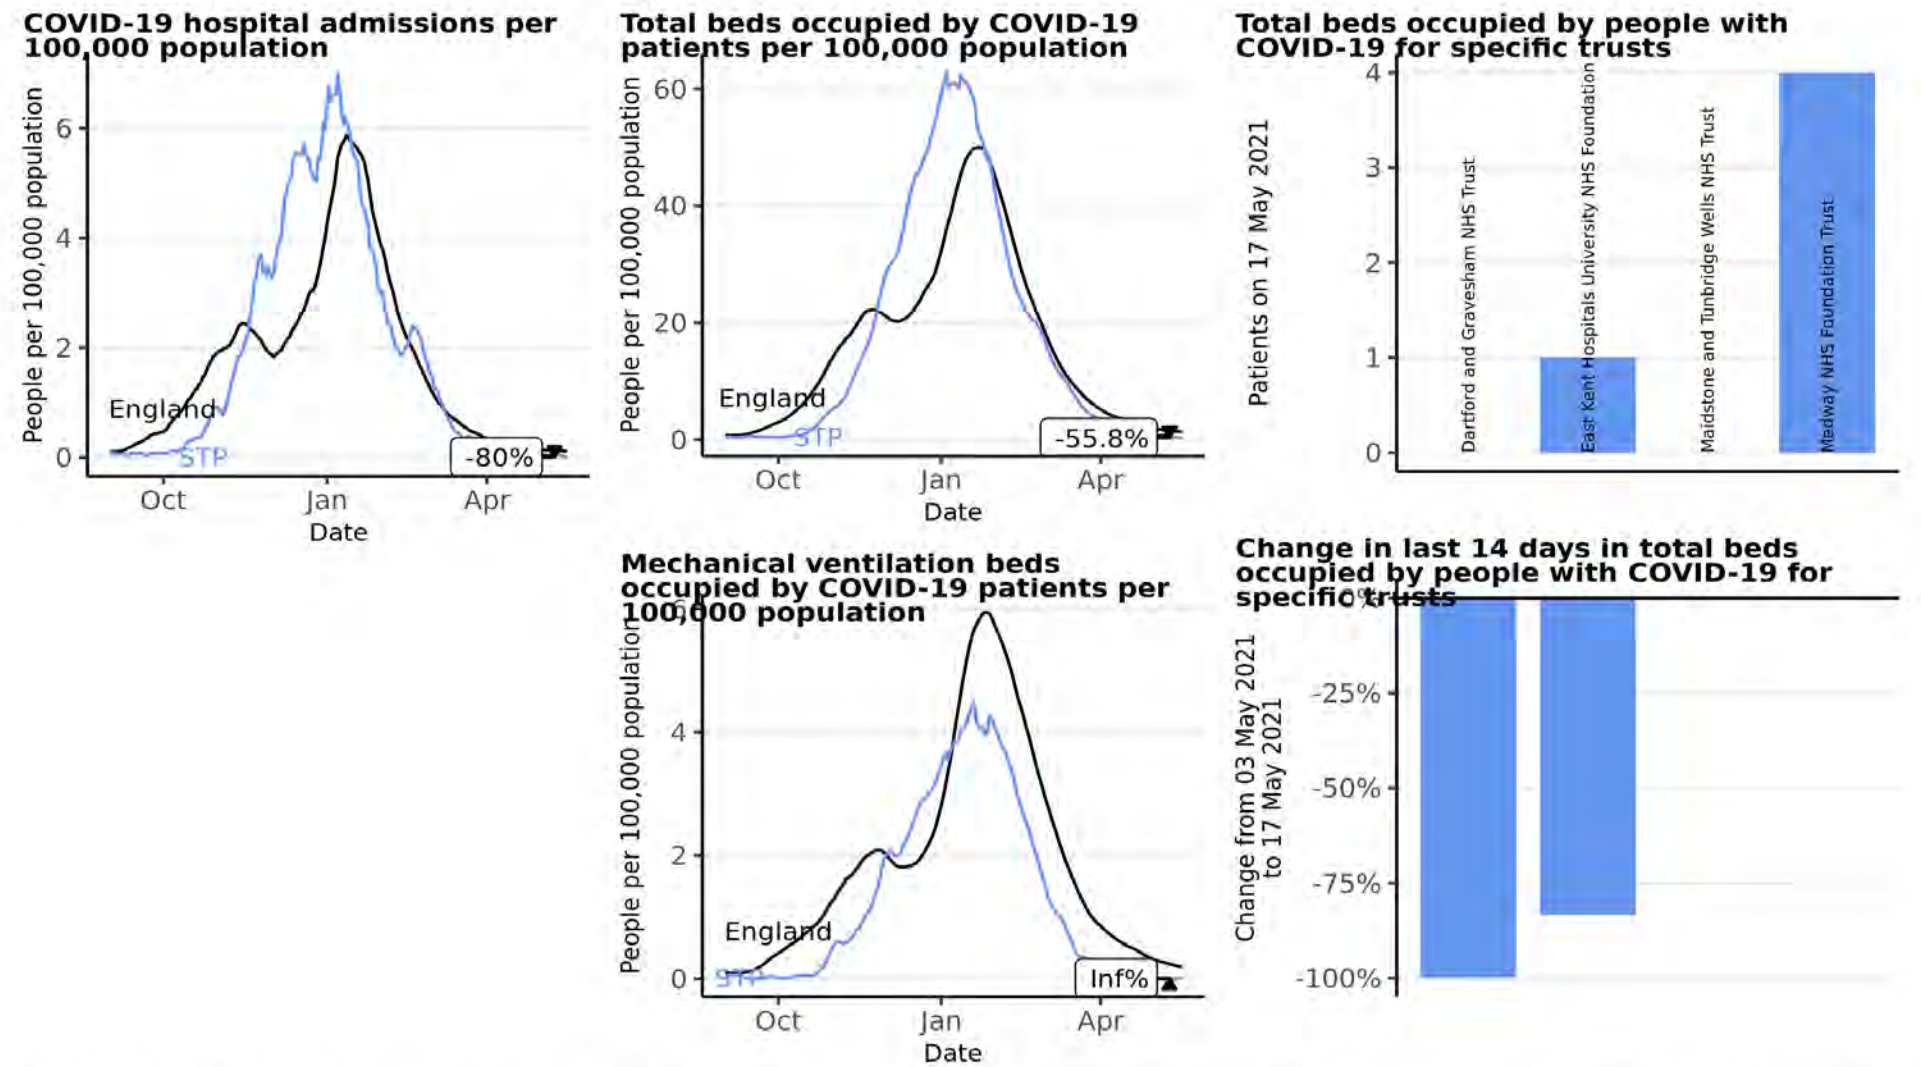 COVID-19 hospital admissions per
100,000 population
People per 100,000 population
6
4
2
0
England
STP
-80%
Oct
Jan
Apr
Date
Total beds occupied by COVID-19
patients per 100,000 population
People per 100,000 population
60
40
20
0
England
STP
-55.8%
Oct
Jan
Apr
Date
Total beds occupied by people with
COVID-19 for specific trusts
Patients on 17 May 2021
4
3
2
1
0
Dartford and Gravesham NHS Trust
East Kent Hospitals University NHS Foundation
Maidstone and Tunbridge Wells NHS Trust
Medway NHS Foundation Trust
Mechanical ventilation beds
occupied by COVID-19 patients per
100,000 population
People per 100,000 population
6
4
2
0
England
STP
Inf%
Oct
Jan
Apr
Date
Change in last 14 days in total beds
occupied by people with COVID-19 for
specific trusts
Change from 03 May 2021
to 17 May 2021
0%
-25%
-50%
-75%
-100%